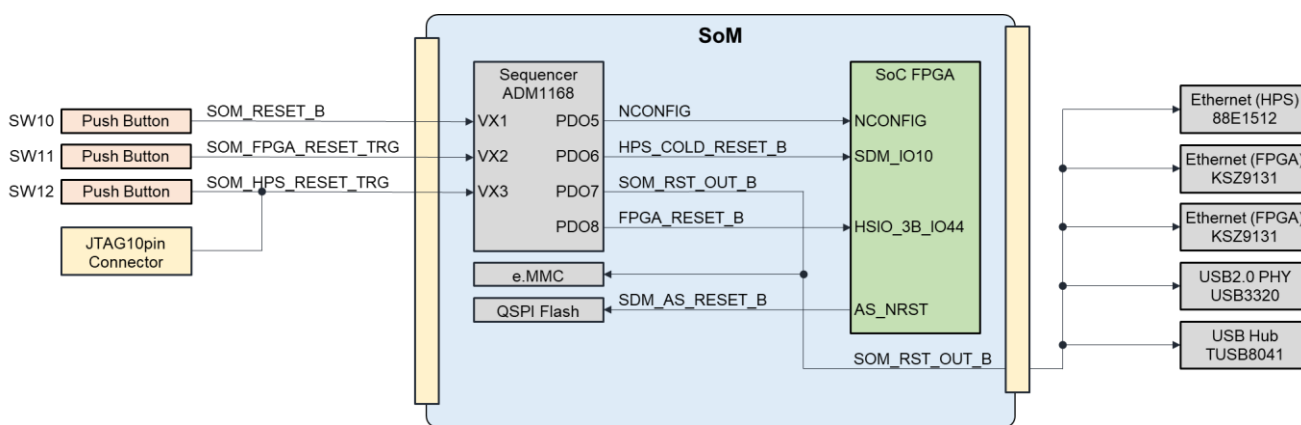 SoM
Sequencer
ADM1168
SoC FPGA
SW10
Push Button
SOM_RESET_B
VX1
PDO5
NCONFIG
NCONFIG
SW11
Push Button
SOM_FPGA_RESET_TRG
VX2
PDO6
HPS_COLD_RESET_B
SDM_IO10
SW12
Push Button
SOM_HPS_RESET_TRG
VX3
PDO7
SOM_RST_OUT_B
PDO8
FPGA_RESET_B
HSIO_3B_IO44
JTAG10pin
Connector
e.MMC
QSPI Flash
SDM_AS_RESET_B
AS_NRST
SOM_RST_OUT_B
Ethernet (HPS)
88E1512
Ethernet (FPGA)
KSZ9131
Ethernet (FPGA)
KSZ9131
USB2.0 PHY
USB3320
USB Hub
TUSB8041